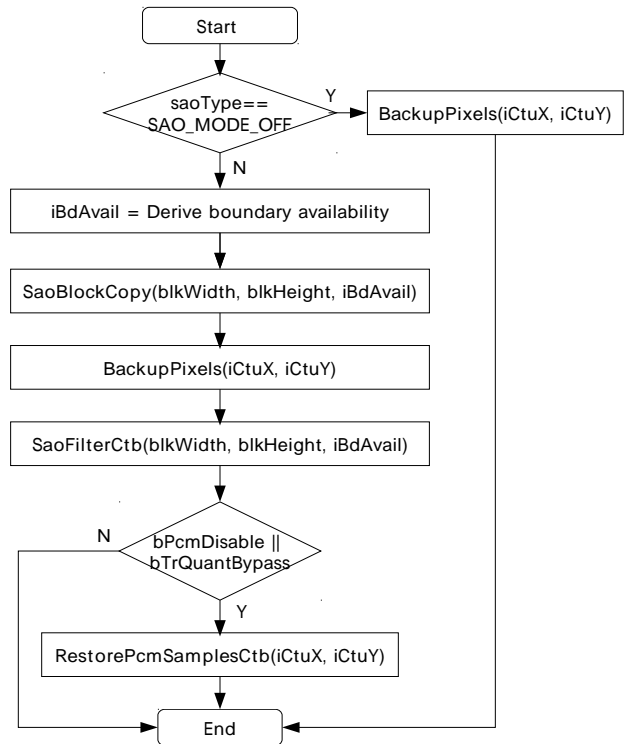 Start
saoType==
SAO_MODE_OFF
Y
BackupPixels(iCtuX, iCtuY)
N
iBdAvail = Derive boundary availability
SaoBlockCopy(blkWidth, blkHeight, iBdAvail)
BackupPixels(iCtuX, iCtuY)
SaoFilterCtb(blkWidth, blkHeight, iBdAvail)
N
bPcmDisable ||
bTrQuantBypass
Y
RestorePcmSamplesCtb(iCtuX, iCtuY)
End